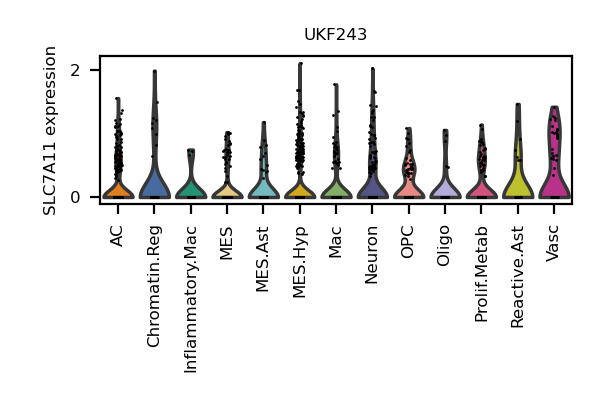 UKF243
SLC7A11 expression
2
0
AC
Chromatin.Reg
Inflammatory.Mac
MES
MES.Ast
MES.Hyp
Mac
Neuron
OPC
Oligo
Prolif.Metab
Reactive.Ast
Vasc